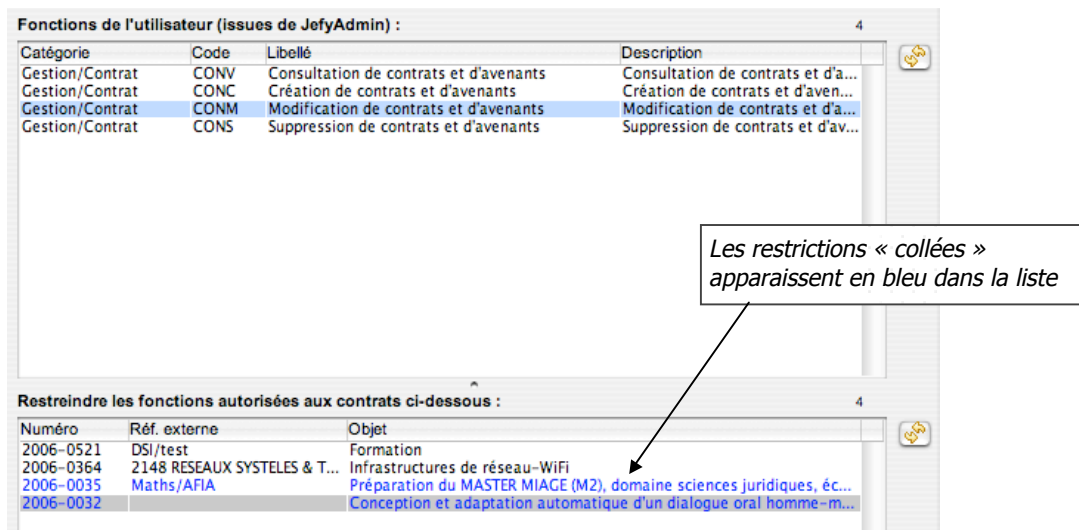 Fonctions de l'utilisateur (issues de JefyAdmin) : 4
Catégorie Code Libellé Description
Gestion/Contrat CONV Consultation de contrats et d'avenants Consultation de contrats et d'a...
Gestion/Contrat CONC Création de contrats et d'avenants Création de contrats et d'aven...
Gestion/Contrat CONM Modification de contrats et d'avenants Modification de contrats et d'a...
Gestion/Contrat CONS Suppression de contrats et d'avenants Suppression de contrats et d'av...
Les restrictions « collées »
apparaissent en bleu dans la liste
Restreindre les fonctions autorisées aux contrats ci-dessous : 4
Numéro Réf. externe Objet
2006-0521 DSI/test Formation
2006-0364 2148 RESEAUX SYSTELES & T... Infrastructures de réseau-WiFi
2006-0035 Maths/AFIA Préparation du MASTER MIAGE (M2), domaine sciences juridiques, éc...
2006-0032 Conception et adaptation automatique d'un dialogue oral homme-m...